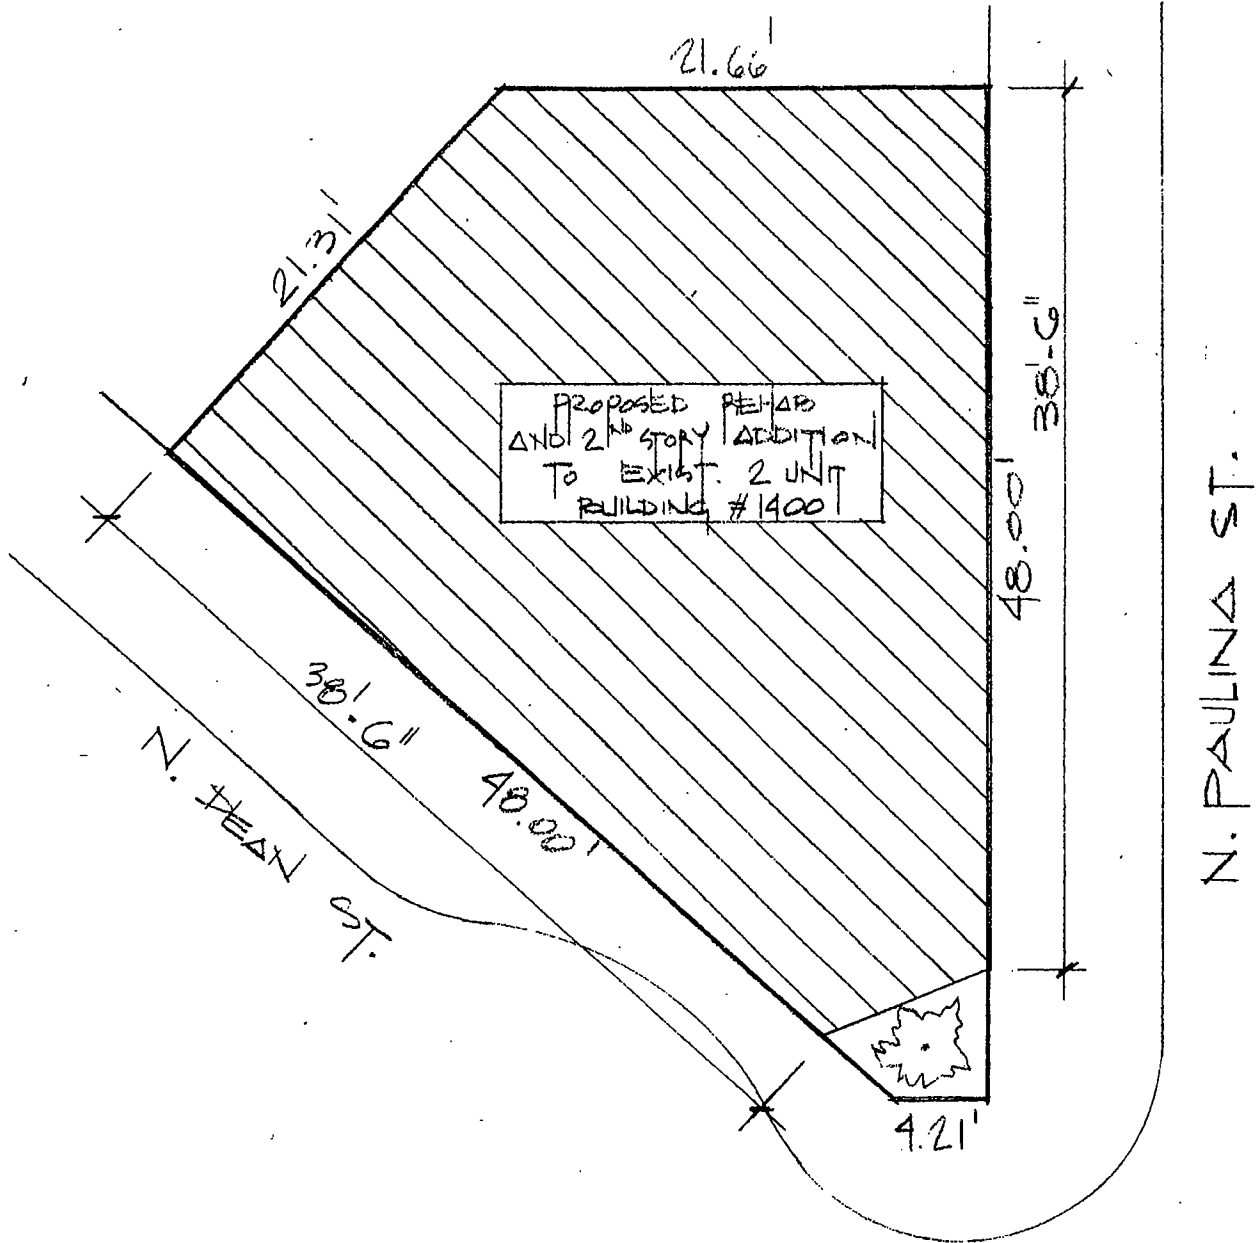 21.66'
21.31'
38'-6"
48.00'
PROPOSED REHAB
AND 2ND STORY ADDITION
TO EXIST. 2 UNIT
BUILDING #1400
N. PAULINA ST.
38'-6"
48.00'
N. DEAN
ST.
4.21'